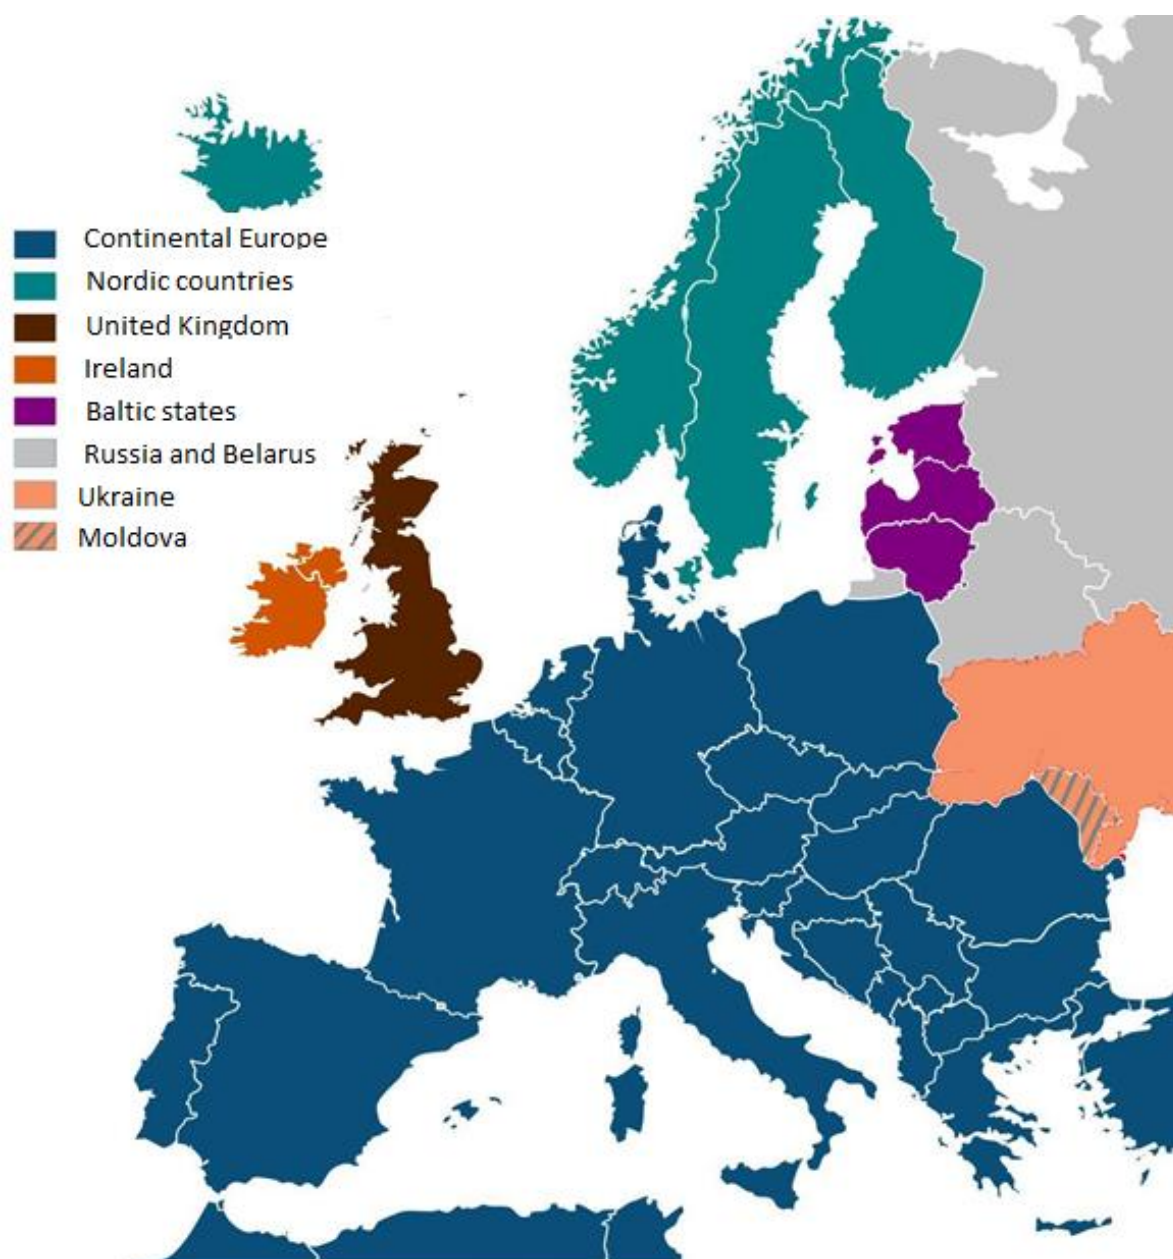 Continental Europe
Nordic countries
United Kingdom
Ireland
Baltic states
Russia and Belarus
Ukraine
Moldova